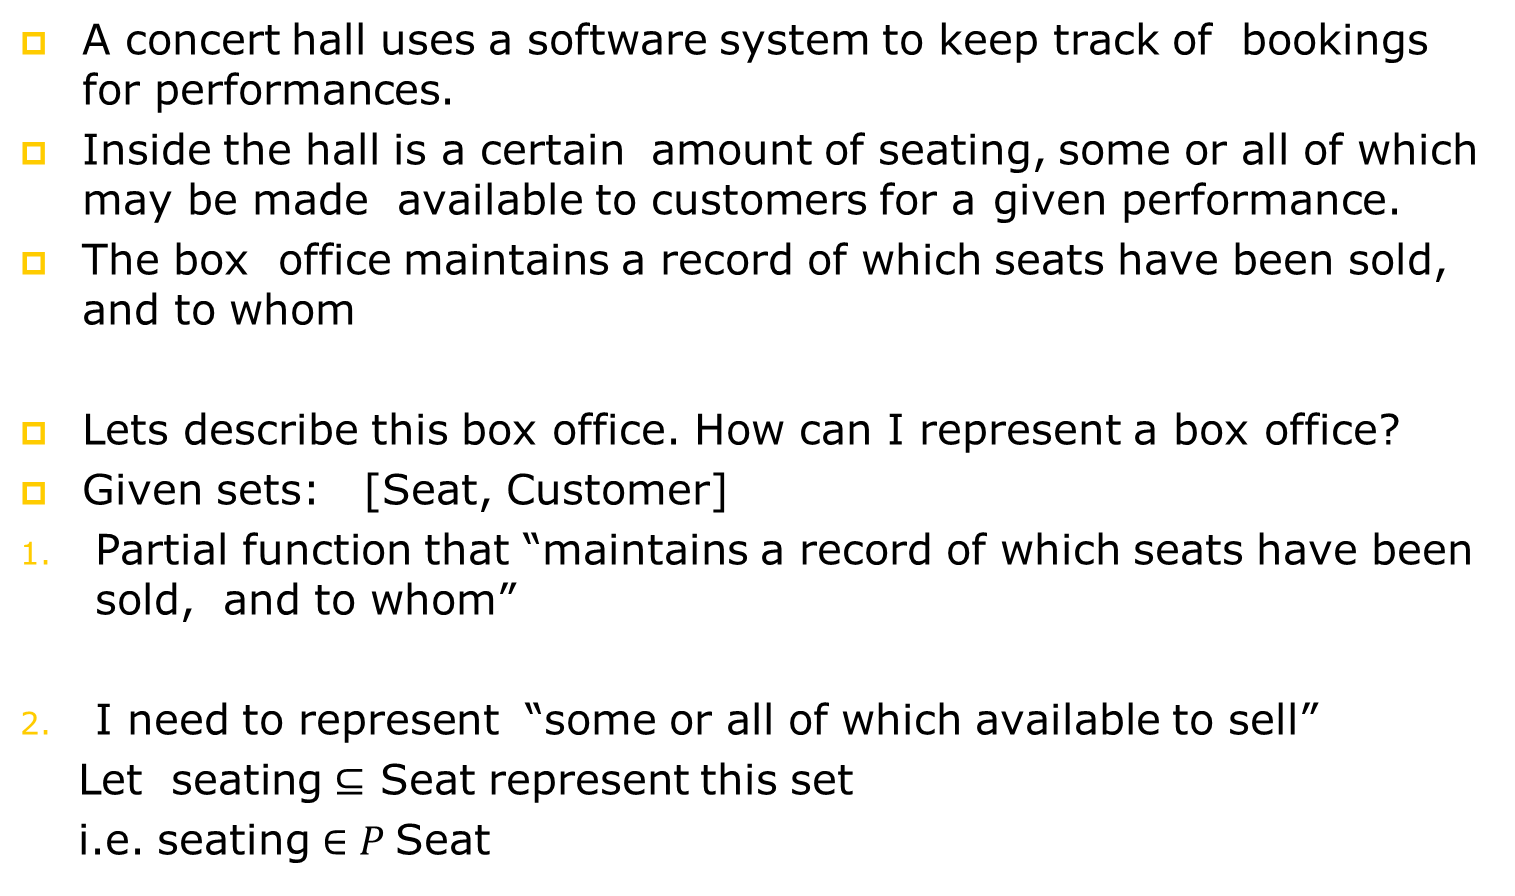 A concert hall uses a software system to keep track of bookings
for performances.
Inside the hall is a certain amount of seating, some or all of which
may be made available to customers for a given performance.
The box office maintains a record of which seats have been sold,
and to whom
Lets describe this box office. How can I represent a box office?
Given sets: [Seat, Customer]
1. Partial function that “maintains a record of which seats have been
sold, and to whom”
2. I need to represent “some or all of which available to sell”
Let seating ⊆ Seat represent this set
i.e. seating ∈ P Seat